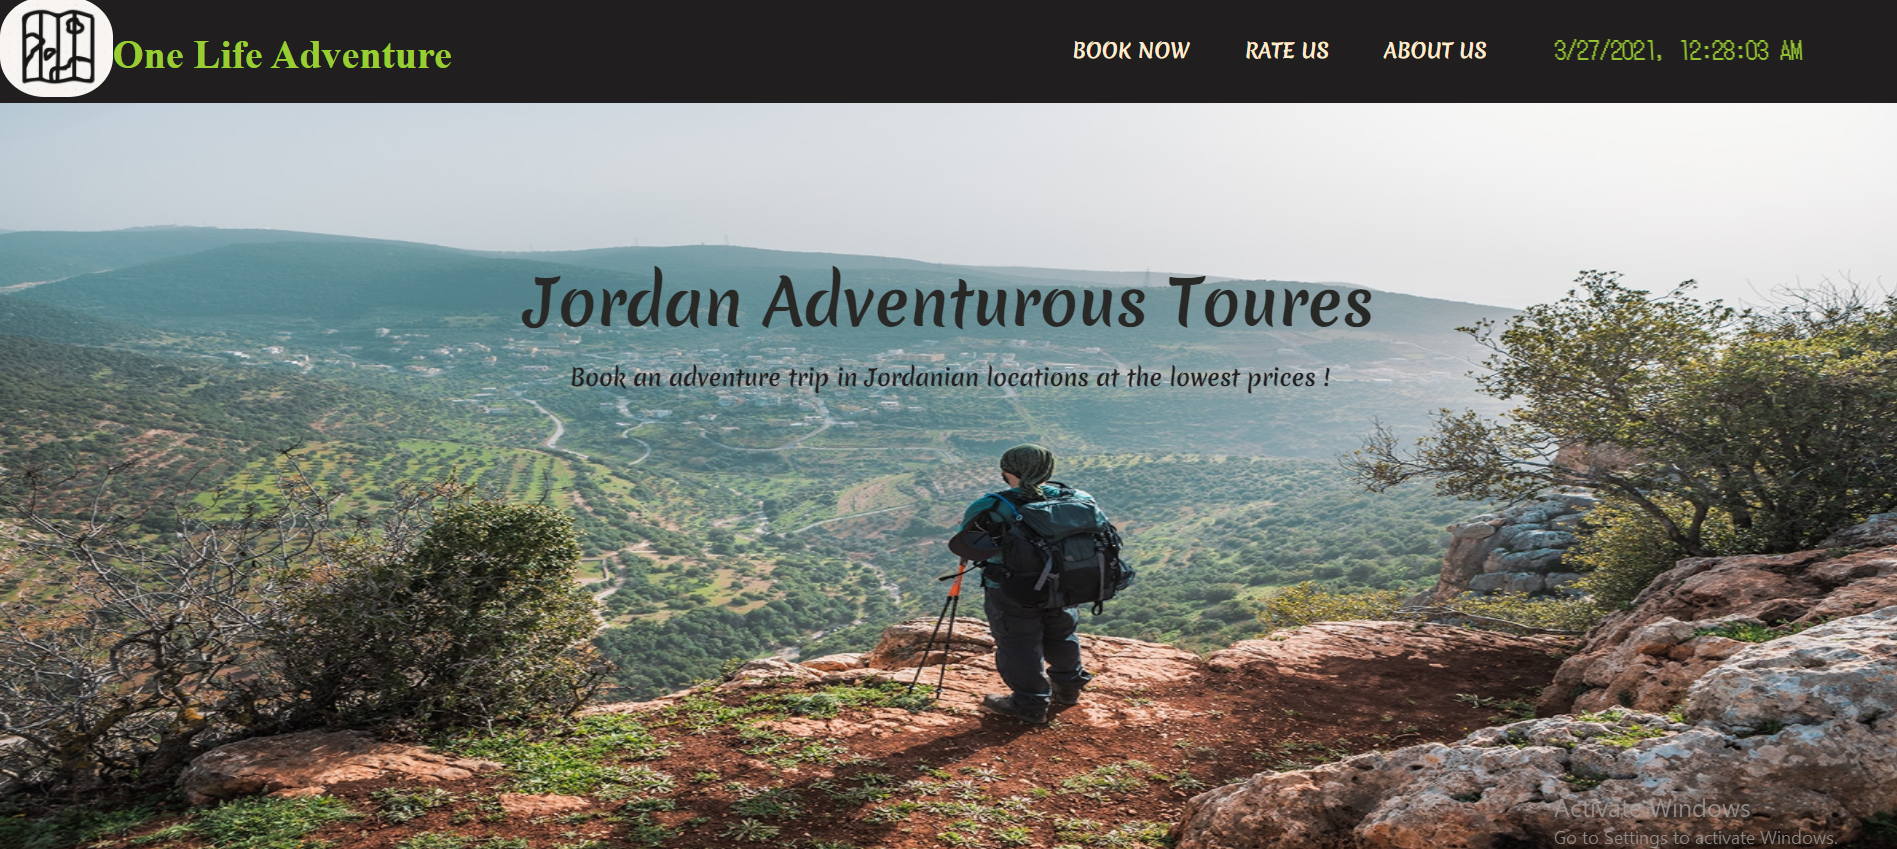 One Life Adventure
BOOK NOW
RATE US
ABOUT US
3/27/2021, 12:28:03 AM
Jordan Adventurous Toures
Book an adventure trip in Jordanian locations at the lowest prices !
Activate Windows
Go to Settings to activate Windows.